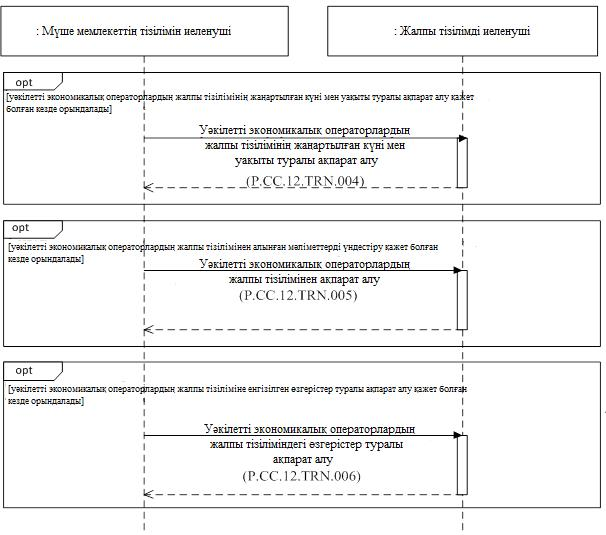 : Мүше мемлекеттің тізілімін иеленуші
: Жалпы тізілімді иеленуші
opt
[уәкілетті экономикалық операторлардың жалпы тізілімінің жаңартылған күні мен уақыты туралы ақпарат алу қажет
болған кезде орындалады]
Уәкілетті экономикалық операторлардың
жалпы тізілімінің жаңартылған күні мен
уақыты туралы ақпарат алу
(P.CC.12.TRN.004)
opt
[уәкілетті экономикалық операторлардың жалпы тізілімінен алынған мәліметтерді үндестіру қажет болған
кезде орындалады]
Уәкілетті экономикалық операторлардың
жалпы тізілімінен ақпарат алу
(P.CC.12.TRN.005)
opt
[уәкілетті экономикалық операторлардың жалпы тізіліміне енгізілген өзгерістер туралы ақпарат алу қажет болған
кезде орындалады]
Уәкілетті экономикалық операторлардың
жалпы тізіліміндегі өзгерістер туралы
ақпарат алу
(P.CC.12.TRN.006)